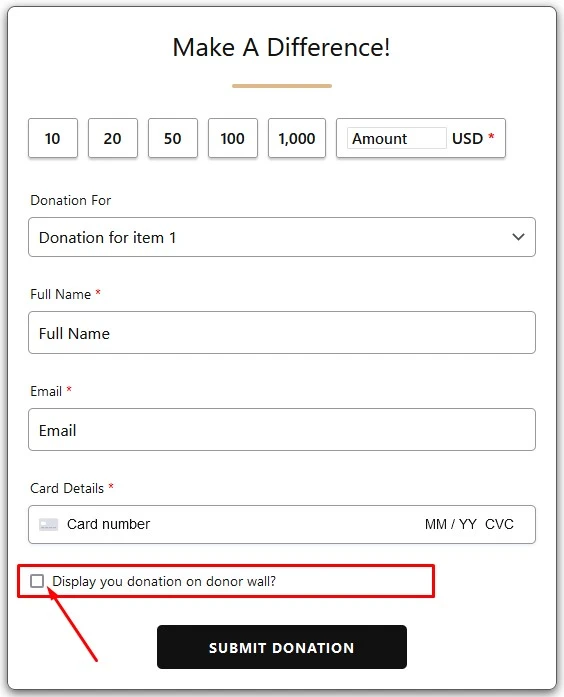 Make A Difference!
10 20 50 100 1,000 Amount USD *
Donation For
Donation for item 1
Full Name *
Full Name
Email *
Email
Card Details *
Card number MM / YY CVC
Display you donation on donor wall?
SUBMIT DONATION